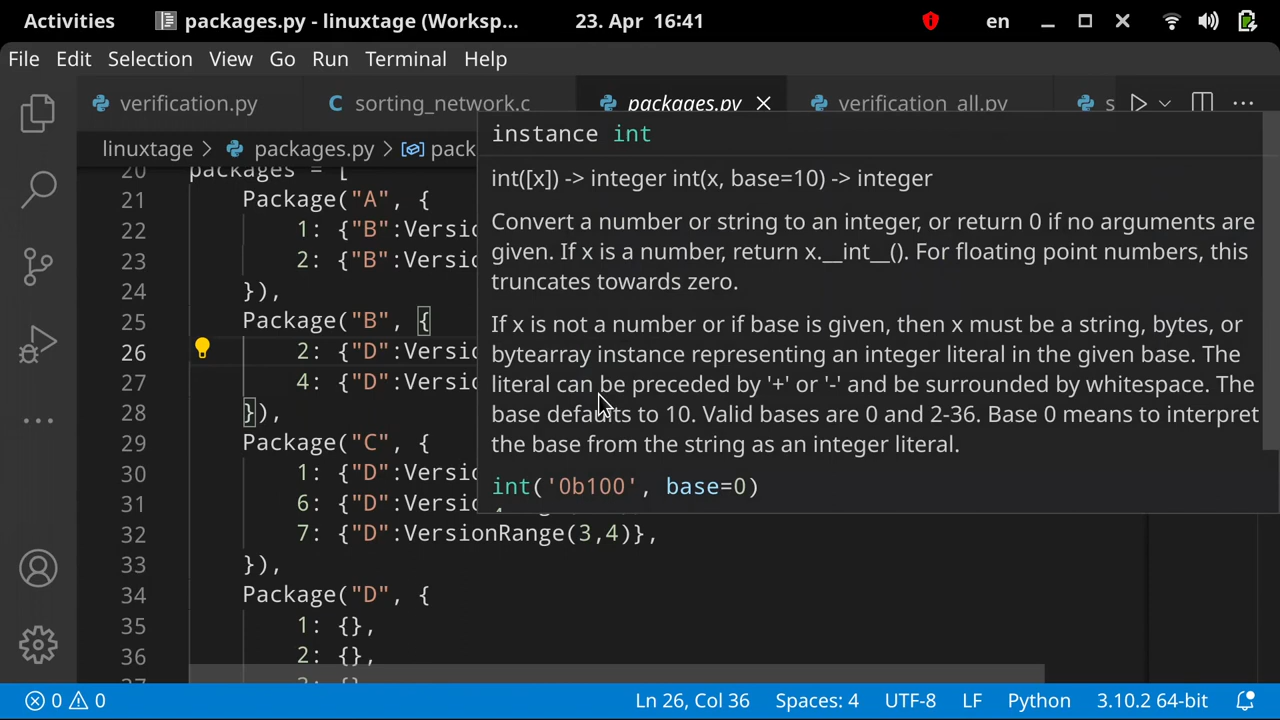 Activities packages.py - linuxtage (Worksp... 23. Apr 16:41 en
File Edit Selection View Go Run Terminal Help
verification.py C sorting_network.c packages.py verification_all.py s
linuxtage > packages.py > pack
20 packages = [
21 Package("A", {
22 1: {"B":Versio
23 2: {"B":Versio
24 }),
25 Package("B", {
26 2: {"D":Versio
27 4: {"D":Versio
28 }),
29 Package("C", {
30 1: {"D":Versio
31 6: {"D":Versio
32 7: {"D":VersionRange(3,4)},
33 }),
34 Package("D", {
35 1: {},
36 2: {},
instance int
int([x]) -> integer int(x, base=10) -> integer
Convert a number or string to an integer, or return 0 if no arguments are
given. If x is a number, return x.__int__(). For floating point numbers, this
truncates towards zero.
If x is not a number or if base is given, then x must be a string, bytes, or
bytearray instance representing an integer literal in the given base. The
literal can be preceded by '+' or '-' and be surrounded by whitespace. The
base defaults to 10. Valid bases are 0 and 2-36. Base 0 means to interpret
the base from the string as an integer literal.
int('0b100', base=0)
0 0 Ln 26, Col 36 Spaces: 4 UTF-8 LF Python 3.10.2 64-bit